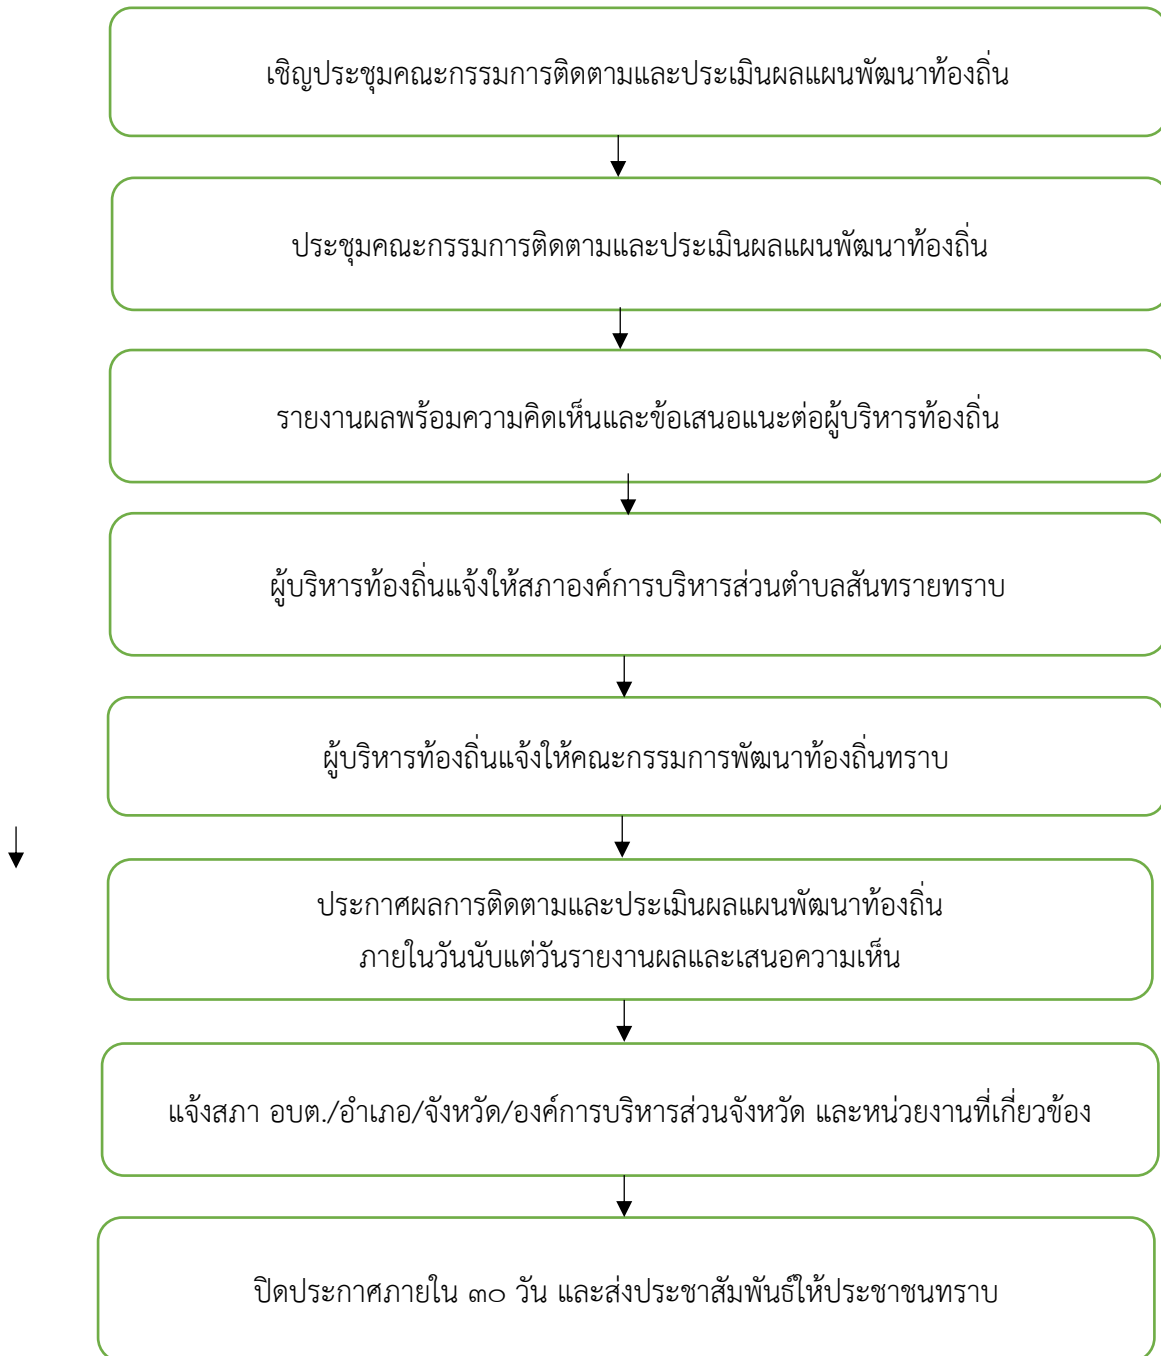 เชิญประชุมคณะกรรมการติดตามและประเมินผลแผนพัฒนาท้องถิ่น
ประชุมคณะกรรมการติดตามและประเมินผลแผนพัฒนาท้องถิ่น
รายงานผลพร้อมความคิดเห็นและข้อเสนอแนะต่อผู้บริหารท้องถิ่น
ผู้บริหารท้องถิ่นแจ้งให้สภาองค์การบริหารส่วนตำบลสันทรายทราบ
ผู้บริหารท้องถิ่นแจ้งให้คณะกรรมการพัฒนาท้องถิ่นทราบ
ประกาศผลการติดตามและประเมินผลแผนพัฒนาท้องถิ่น
ภายในวันนับแต่วันรายงานผลและเสนอความเห็น
แจ้งสภา อบต./อำเภอ/จังหวัด/องค์การบริหารส่วนจังหวัด และหน่วยงานที่เกี่ยวข้อง
ปิดประกาศภายใน ๓๐ วัน และส่งประชาสัมพันธ์ให้ประชาชนทราบ